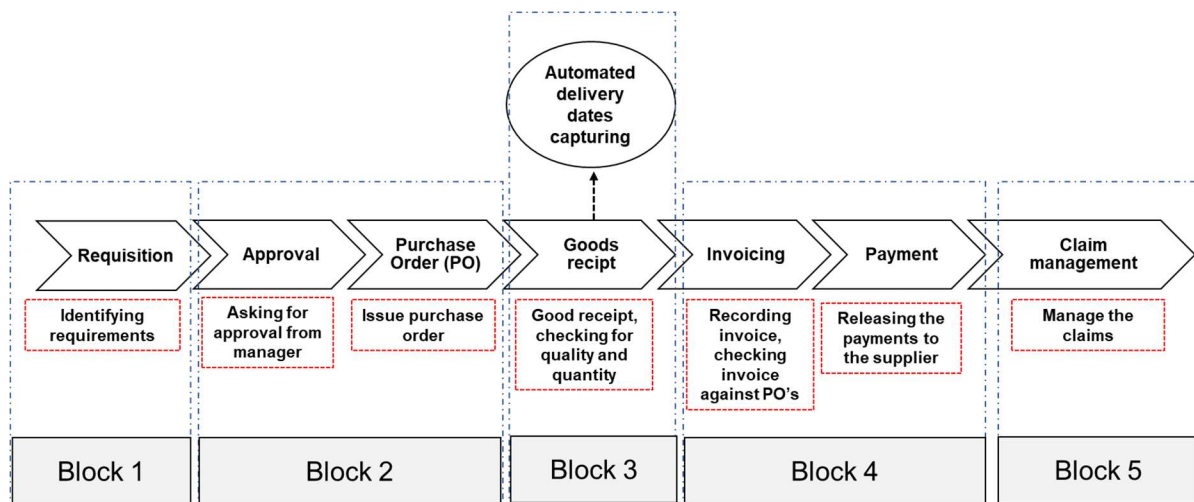 Automated
delivery
dates
capturing
Requisition
Approval
Purchase
Order (PO)
Goods
recipt
Invoicing
Payment
Claim
management
Identifying
requirements
Asking for
approval from
manager
Issue purchase
order
Good receipt,
checking for
quality and
quantity
Recording
invoice,
checking
invoice
against PO's
Releasing the
payments to
the supplier
Manage the
claims
Block 1
Block 2
Block 3
Block 4
Block 5